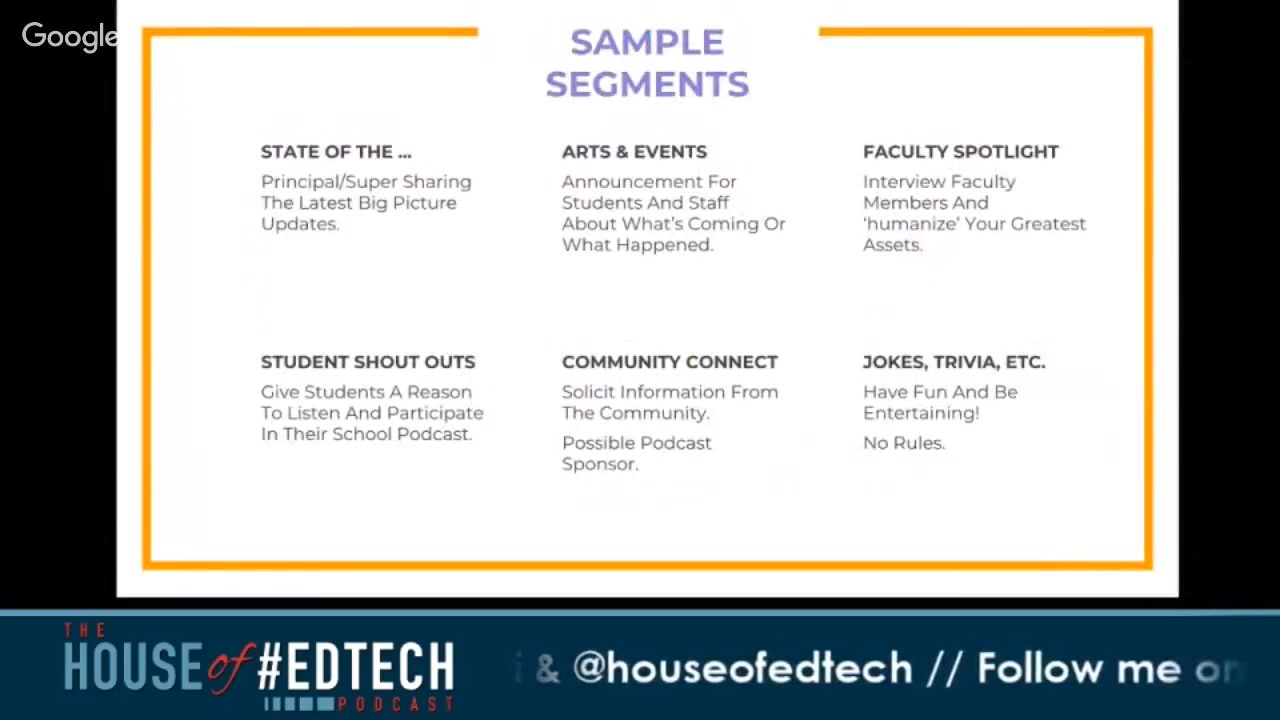 Google
SAMPLE
SEGMENTS
STATE OF THE ...
Principal/Super Sharing
The Latest Big Picture
Updates.
ARTS & EVENTS
Announcement For
Students And Staff
About What's Coming Or
What Happened.
FACULTY SPOTLIGHT
Interview Faculty
Members And
‘humanize’ Your Greatest
Assets.
STUDENT SHOUT OUTS
Give Students A Reason
To Listen And Participate
In Their School Podcast.
COMMUNITY CONNECT
Solicit Information From
The Community.
Possible Podcast
Sponsor.
JOKES, TRIVIA, ETC.
Have Fun And Be
Entertaining!
No Rules.
THE
HOUSE of #EDTECH
PODCAST
& @houseofedtech // Follow me on